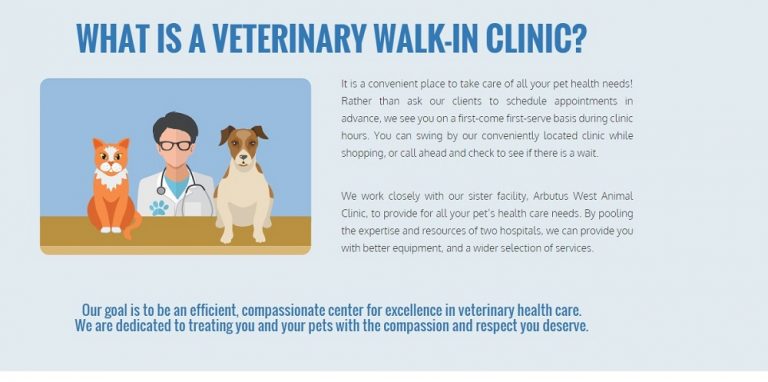 WHAT IS A VETERINARY WALK-IN CLINIC?
It is a convenient place to take care of all your pet health needs!
Rather than ask our clients to schedule appointments in
advance, we see you on a first-come first-serve basis during clinic
hours. You can swing by our conveniently located clinic while
shopping, or call ahead and check to see if there is a wait.
We work closely with our sister facility, Arbutus West Animal
Clinic, to provide for all your pet's health care needs. By pooling
the expertise and resources of two hospitals, we can provide you
with better equipment, and a wider selection of services.
Our goal is to be an efficient, compassionate center for excellence in veterinary health care.
We are dedicated to treating you and your pets with the compassion and respect you deserve.